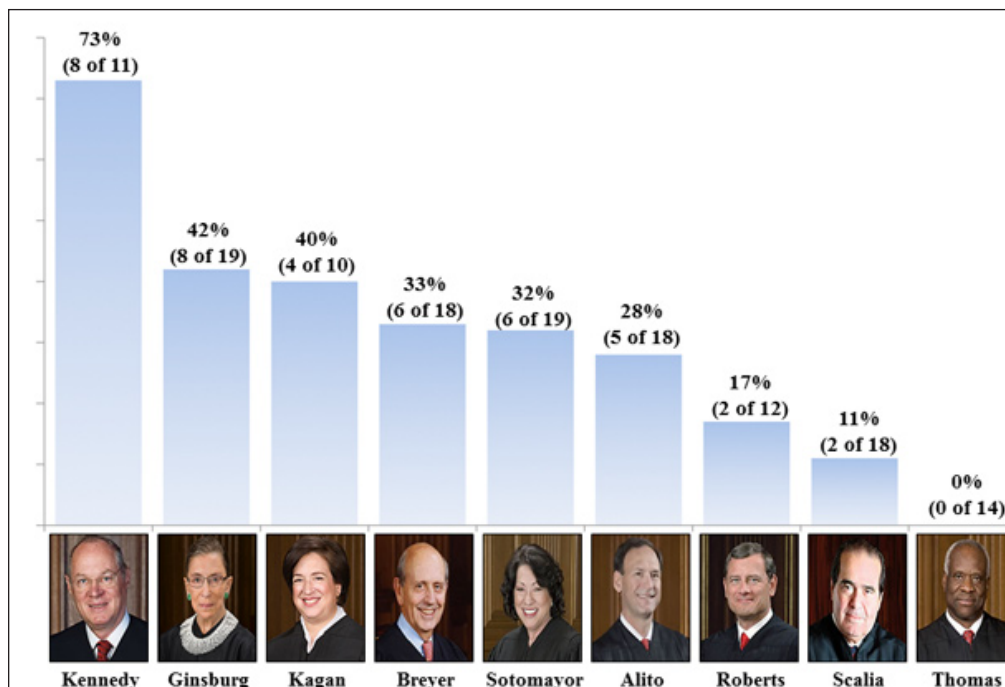 73%
(8 of 11)
42%
(8 of 19)
40%
(4 of 10)
33%
(6 of 18)
32%
(6 of 19)
28%
(5 of 18)
17%
(2 of 12)
11%
(2 of 18)
0%
(0 of 14)
Kennedy Ginsburg Kagan Breyer Sotomayor Alito Roberts Scalia Thomas